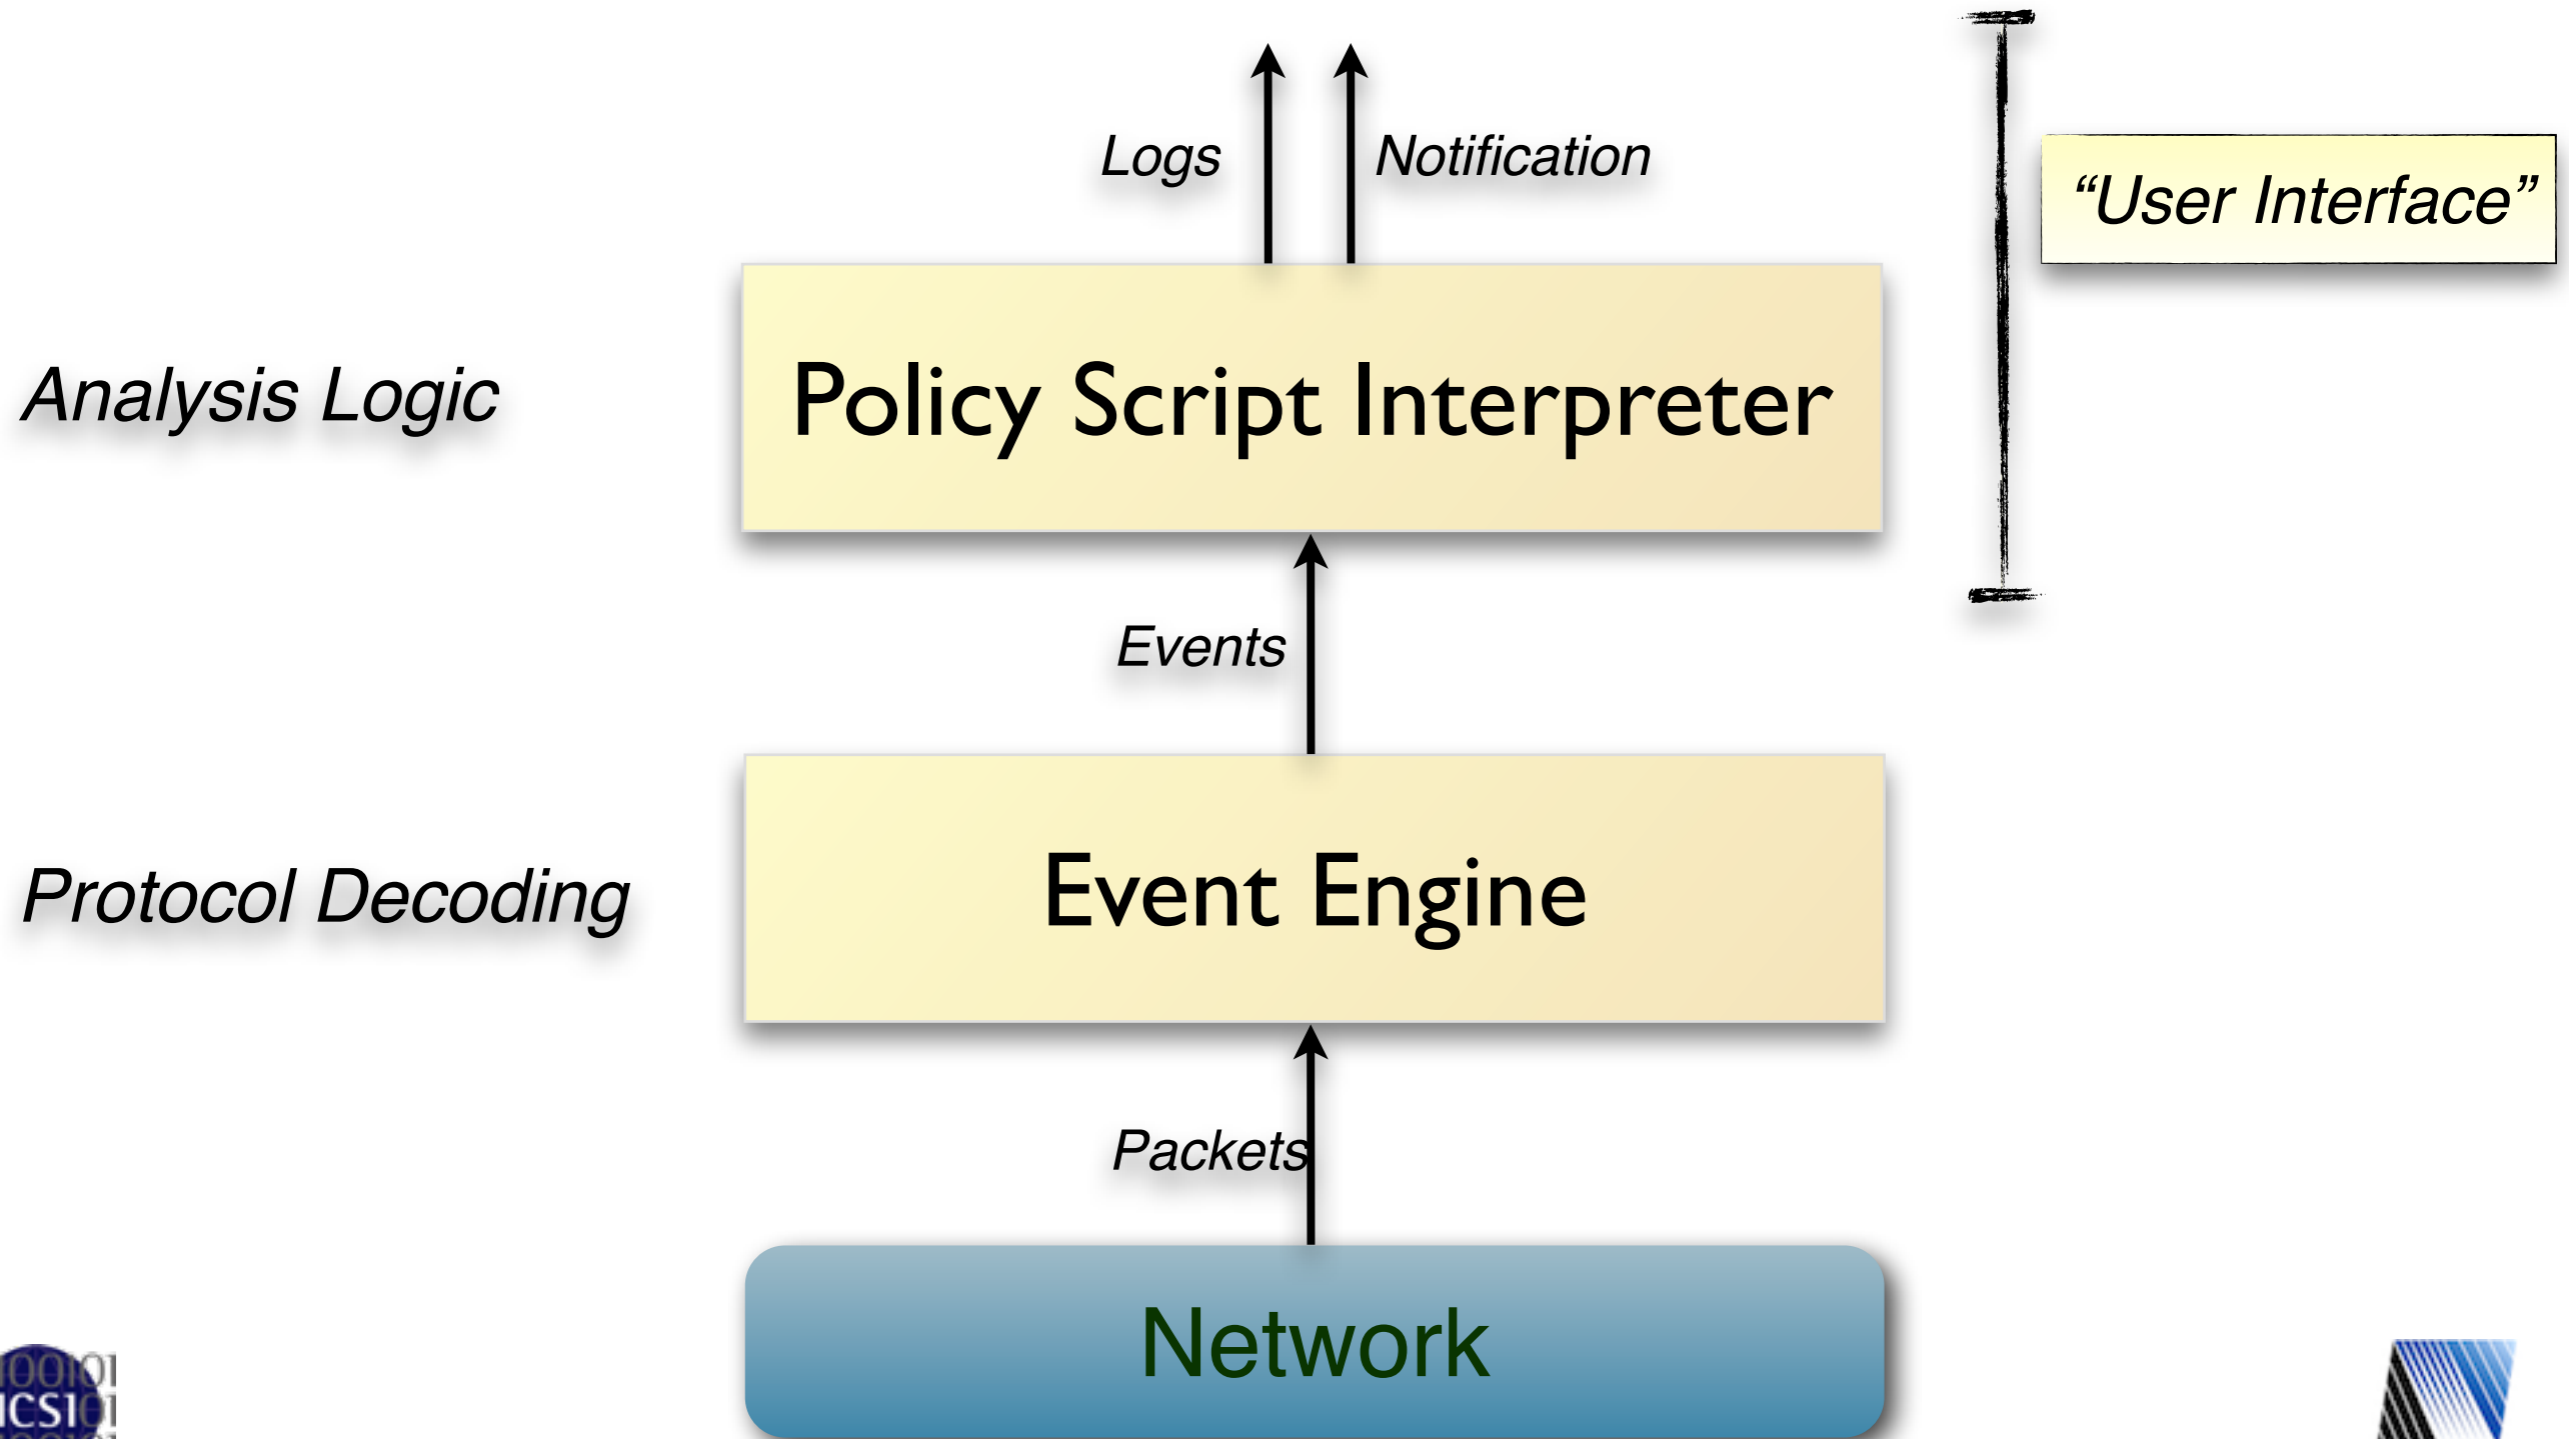 Logs
Notification
“User Interface”
Analysis Logic
Policy Script Interpreter
Events
Protocol Decoding
Event Engine
Packets
Network
ICSI